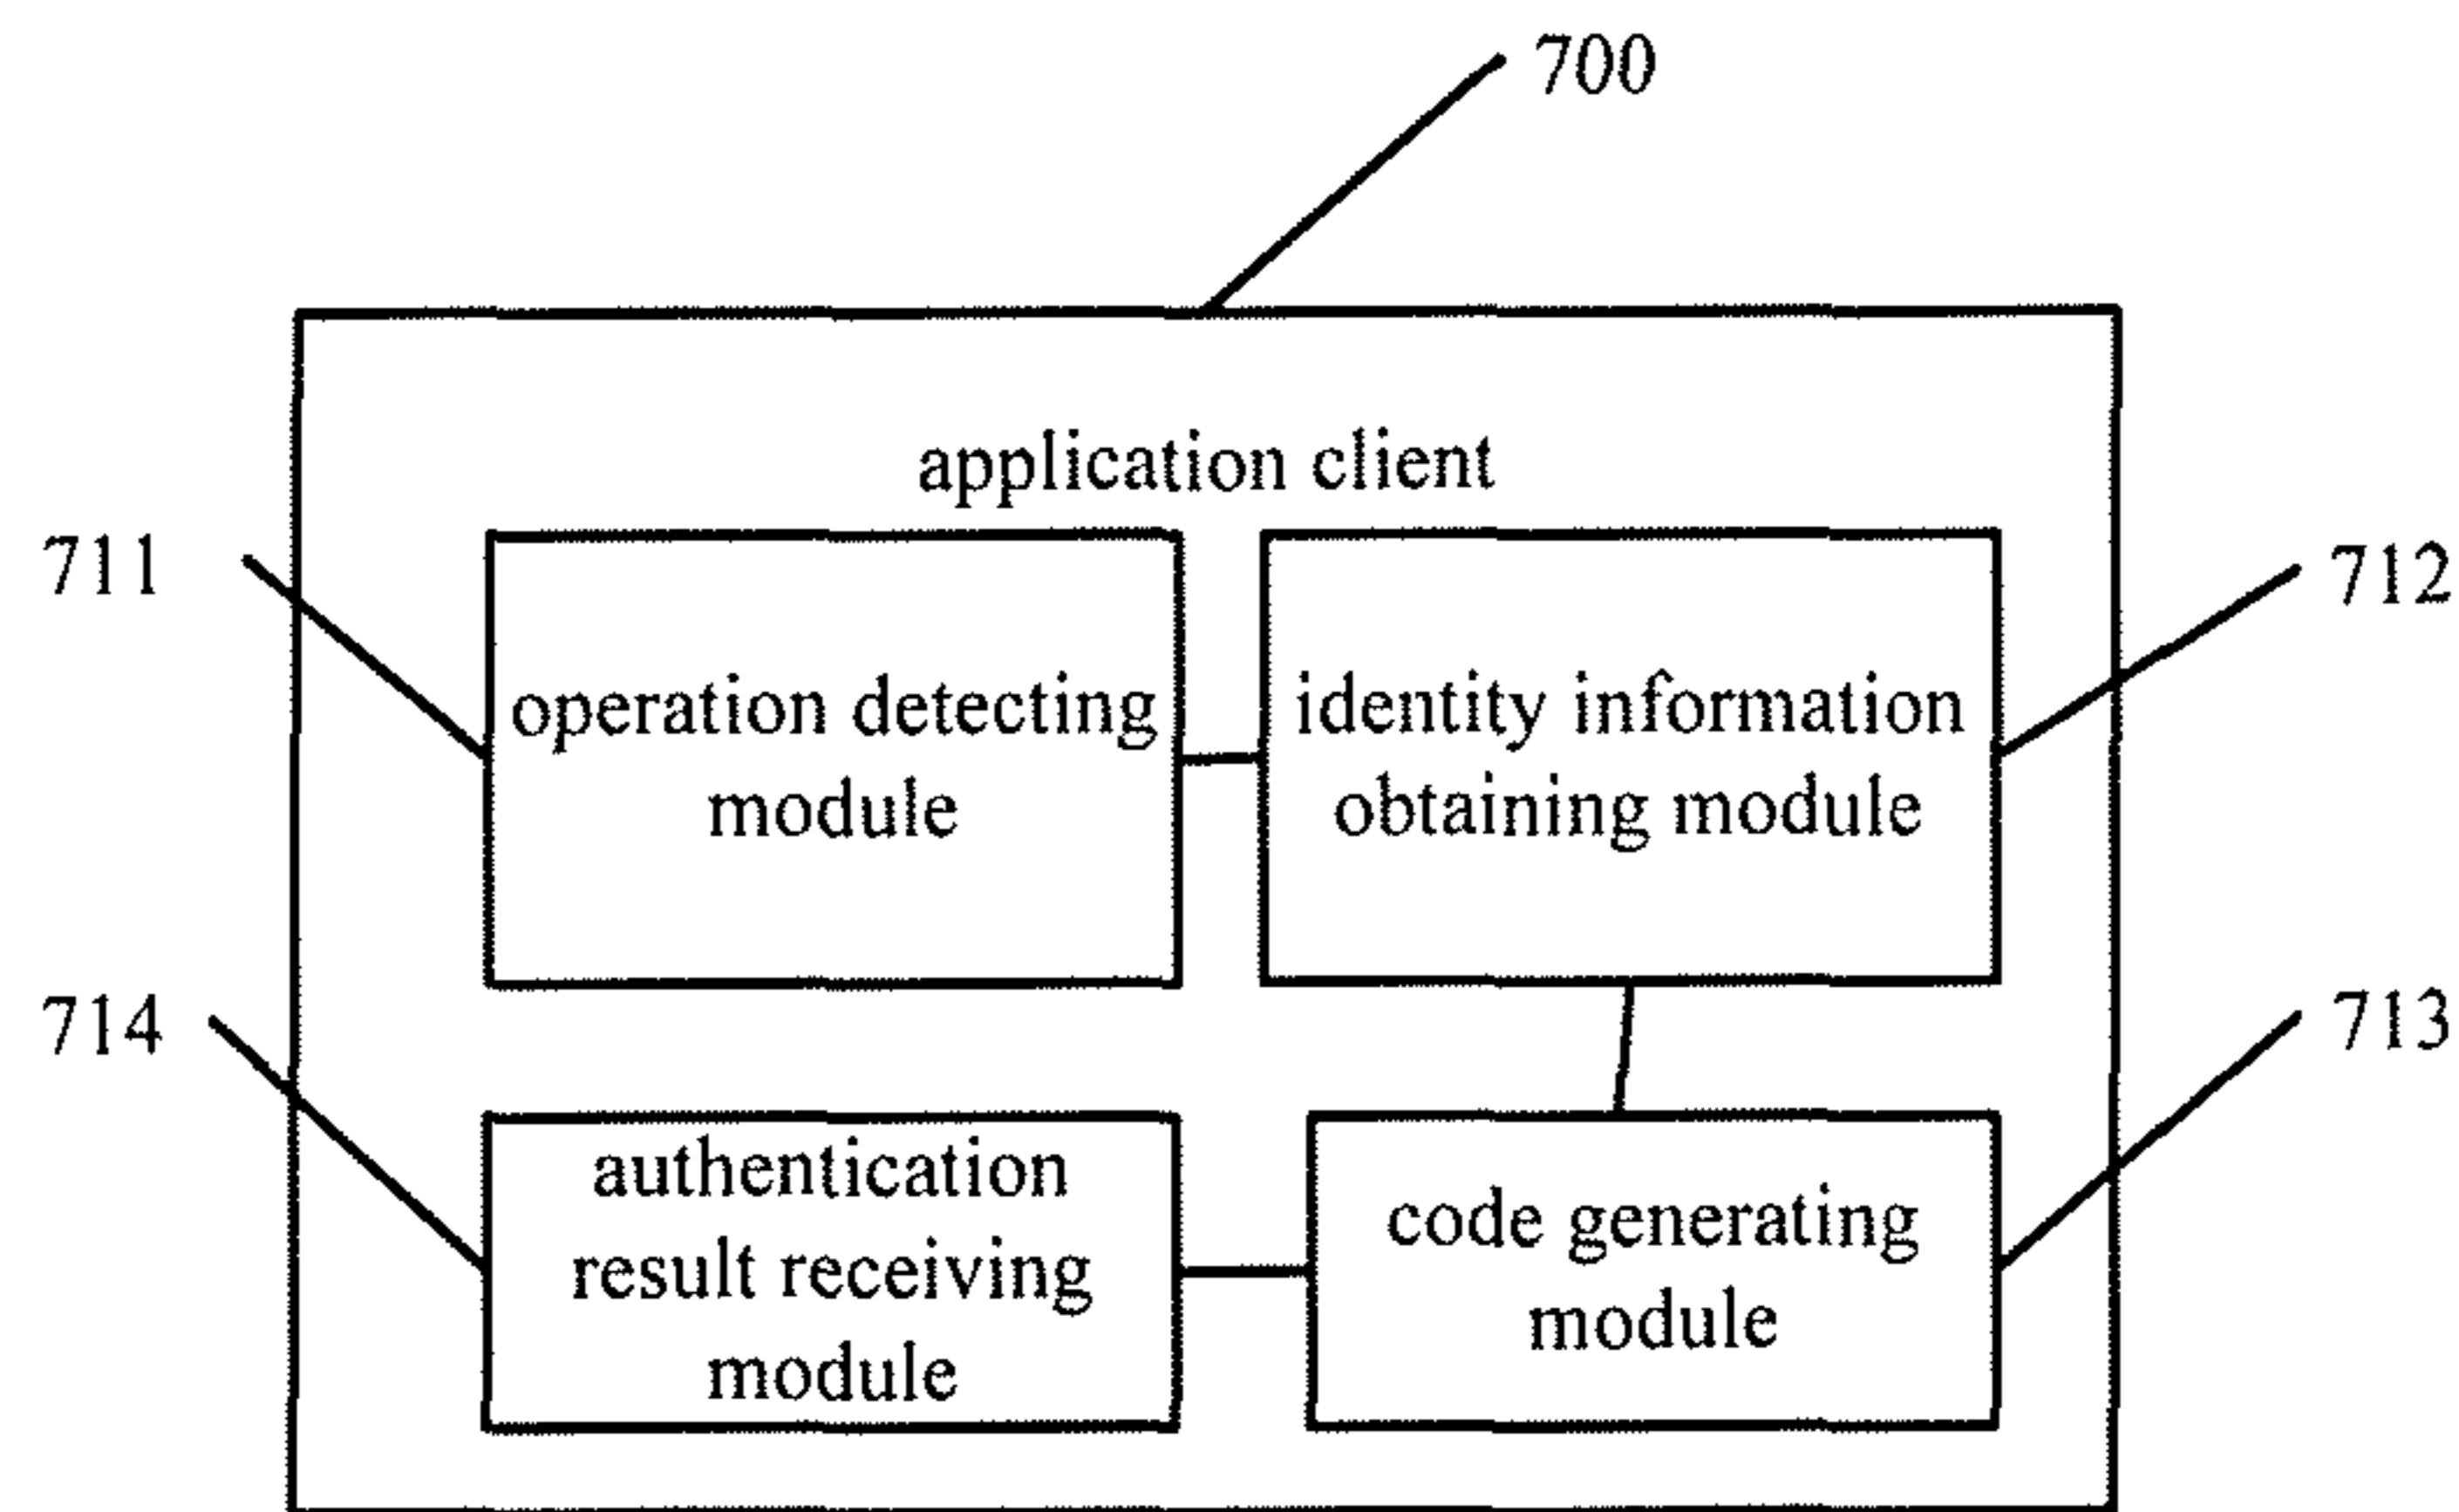 700
application client
711
operation detecting
module
identity information
obtaining module
712
714
authentication
result receiving
module
code generating
module
713